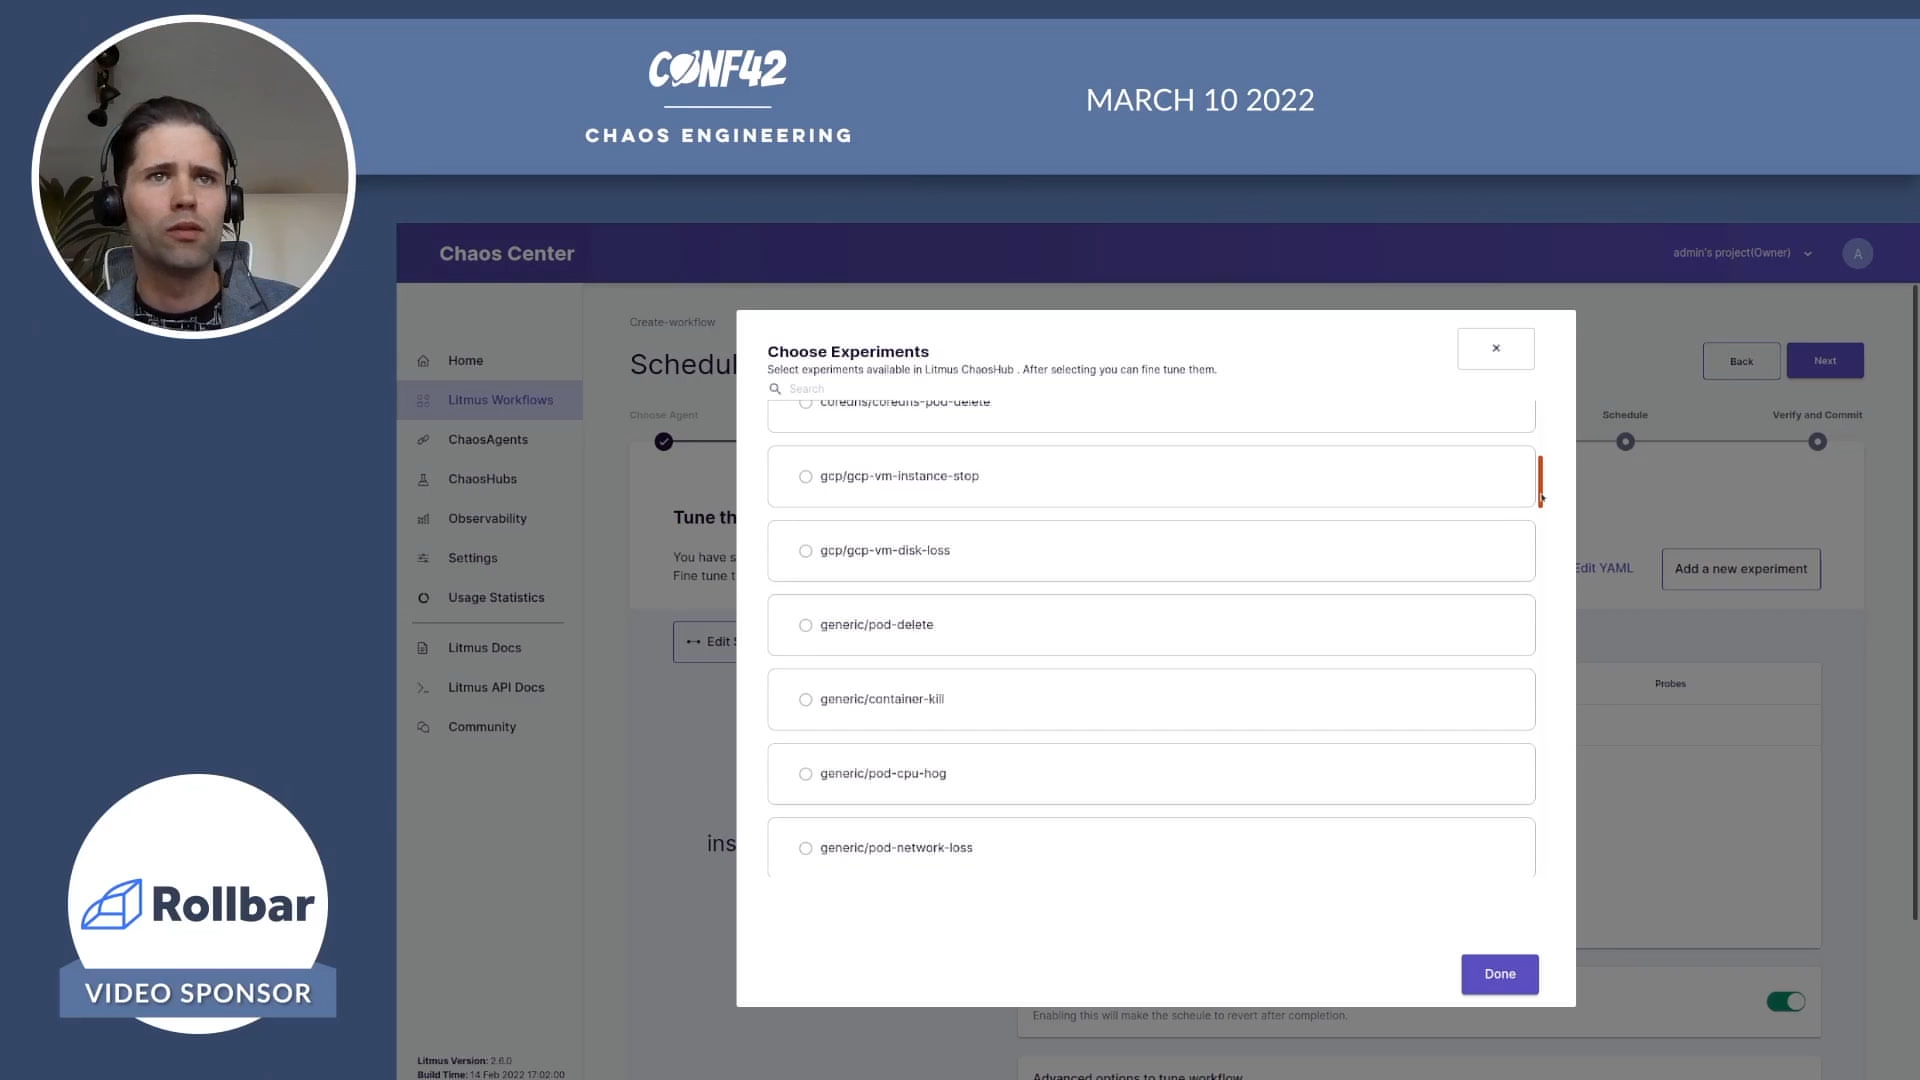 CONF42
CHAOS ENGINEERING
MARCH 10 2022
Chaos Center
admin's project(Owner)
A
Home
Litmus Workflows
ChaosAgents
ChaosHubs
Observability
Settings
Usage Statistics
Litmus Docs
Litmus API Docs
Community
Litmus Version: 2.6.0
Build Time: 14 Feb 2022 17:02:00
Create-workflow
Schedul
Back
Next
Choose Agent
Schedule
Verify and Commit
Tune th
You have s
Fine tune t
Edit YAML
Add a new experiment
Edit
ins
Probes
Choose Experiments
Select experiments available in Litmus ChaosHub . After selecting you can fine tune them.
Search
coredns/coredns-pod-delete
gcp/gcp-vm-instance-stop
gcp/gcp-vm-disk-loss
generic/pod-delete
generic/container-kill
generic/pod-cpu-hog
generic/pod-network-loss
Done
Enabling this will make the scheule to revert after completion.
Advanced options to tune workflow
Rollbar
VIDEO SPONSOR